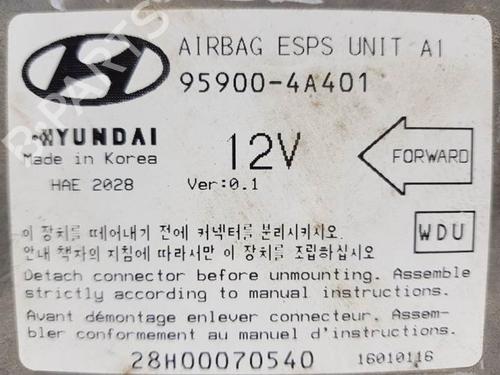 AIRBAG ESPS UNIT A1
95900-4A401
HYUNDAI
Made in Korea
12V
FORWARD
HAE 2028
Ver:0.1
이 장치를 떼어내기 전에 커넥터를 분리시키시오.
안내 책자의 지침에 따라서만 이 장치를 조립하십시오
WDU
Detach connector before unmounting. Assemble
strictly according to manual instructions.
Avant démontage enlever connecteur. Assem-
bler conformement au manuel d'instructions.
28H00070540
16010116